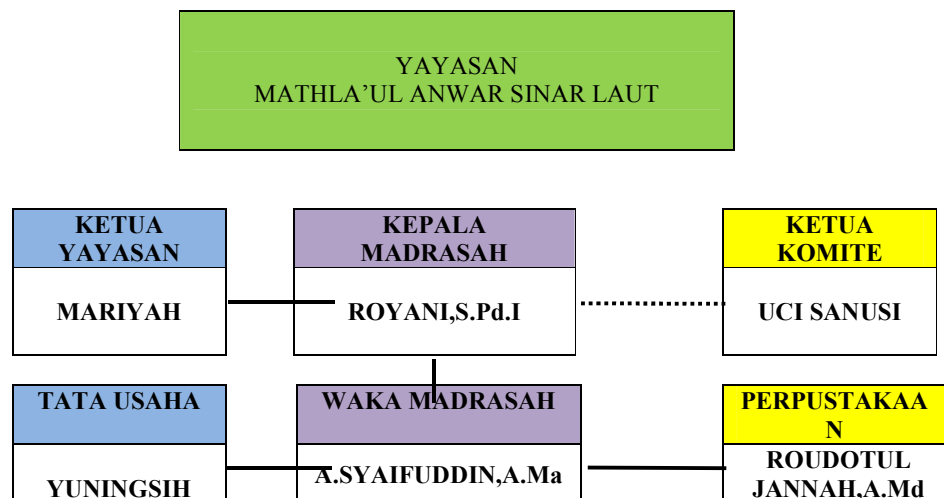 YAYASAN
MATHLA'UL ANWAR SINAR LAUT
KETUA
YAYASAN
MARIYAH
KEPALA
MADRASAH
ROYANI,S.Pd.I
KETUA
KOMITE
UCI SANUSI
TATA USAHA
YUNINGSIH
WAKA MADRASAH
A.SYAIFUDDIN,A.Ma
PERPUSTAKAA
N
ROUDOTUL
JANNAH,A.Md